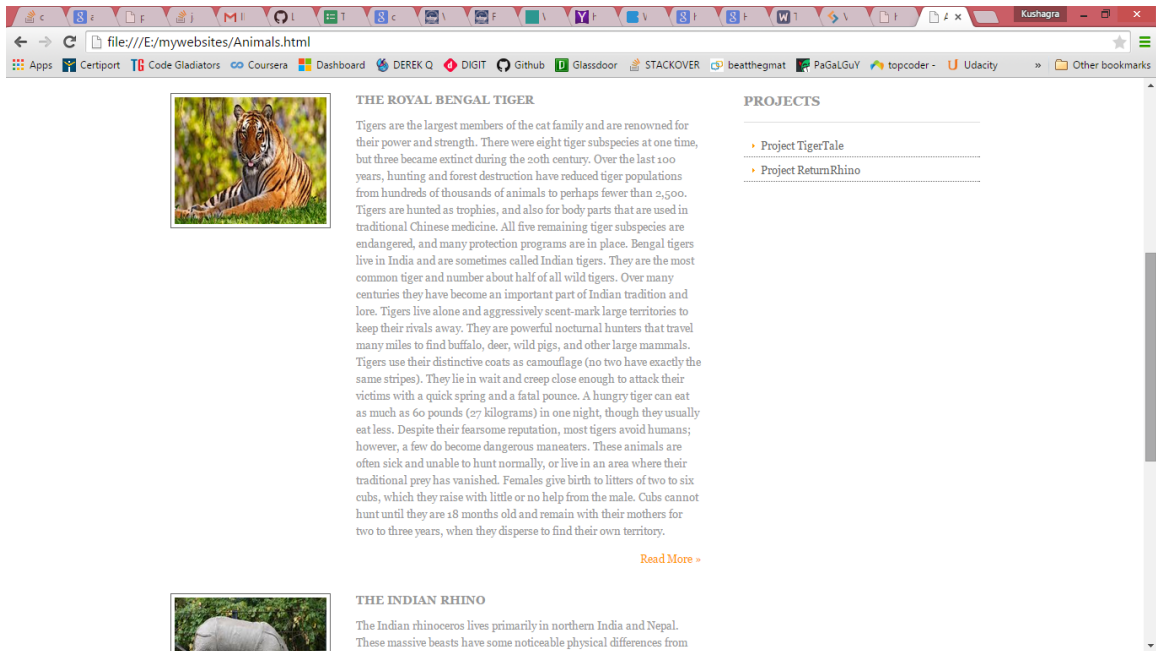 Kushagra
file:///E:/mywebsites/Animals.html
Apps Certiport Code Gladiators Coursera Dashboard DEREK Q DIGIT Github Glassdoor STACKOVER beatthegmat PaGaLGuY topcoder - Udacity » Other bookmarks
THE ROYAL BENGAL TIGER
Tigers are the largest members of the cat family and are renowned for
their power and strength. There were eight tiger subspecies at one time,
but three became extinct during the 20th century. Over the last 100
years, hunting and forest destruction have reduced tiger populations
from hundreds of thousands of animals to perhaps fewer than 2,500.
Tigers are hunted as trophies, and also for body parts that are used in
traditional Chinese medicine. All five remaining tiger subspecies are
endangered, and many protection programs are in place. Bengal tigers
live in India and are sometimes called Indian tigers. They are the most
common tiger and number about half of all wild tigers. Over many
centuries they have become an important part of Indian tradition and
lore. Tigers live alone and aggressively scent-mark large territories to
keep their rivals away. They are powerful nocturnal hunters that travel
many miles to find buffalo, deer, wild pigs, and other large mammals.
Tigers use their distinctive coats as camouflage (no two have exactly the
same stripes). They lie in wait and creep close enough to attack their
victims with a quick spring and a fatal pounce. A hungry tiger can eat
as much as 60 pounds (27 kilograms) in one night, though they usually
eat less. Despite their fearsome reputation, most tigers avoid humans;
however, a few do become dangerous maneaters. These animals are
often sick and unable to hunt normally, or live in an area where their
traditional prey has vanished. Females give birth to litters of two to six
cubs, which they raise with little or no help from the male. Cubs cannot
hunt until they are 18 months old and remain with their mothers for
two to three years, when they disperse to find their own territory.
Read More »
THE INDIAN RHINO
The Indian rhinoceros lives primarily in northern India and Nepal.
These massive beasts have some noticeable physical differences from
PROJECTS
Project TigerTale
Project ReturnRhino